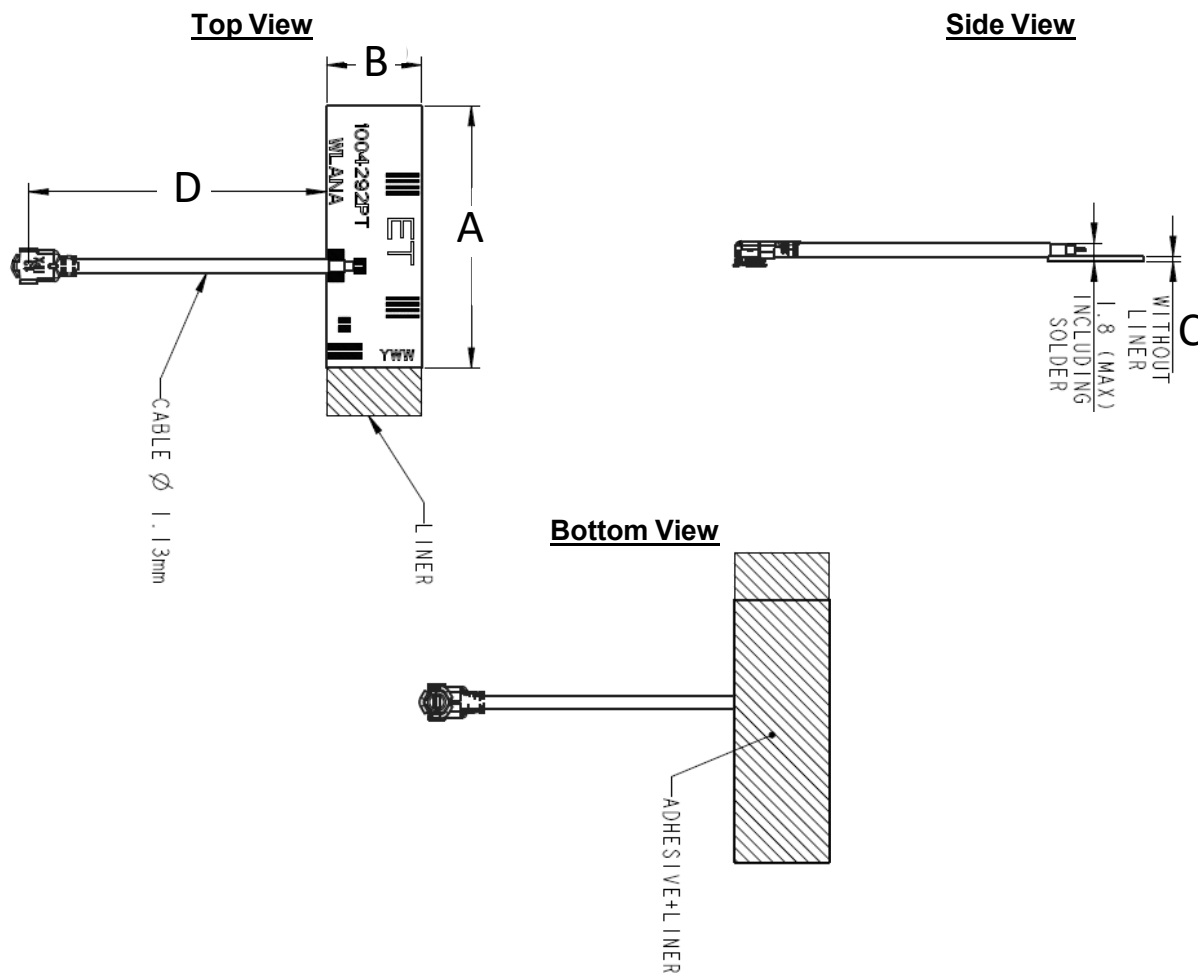 Top View
Side View
B
D
A
1004292PT
WLANA
ET
YWW
CABLE Ø 1.13mm
LINER
WITHOUT
LINER
C
1.8 (MAX)
INCLUDING
SOLDER
Bottom View
ADHESIVE+LINER